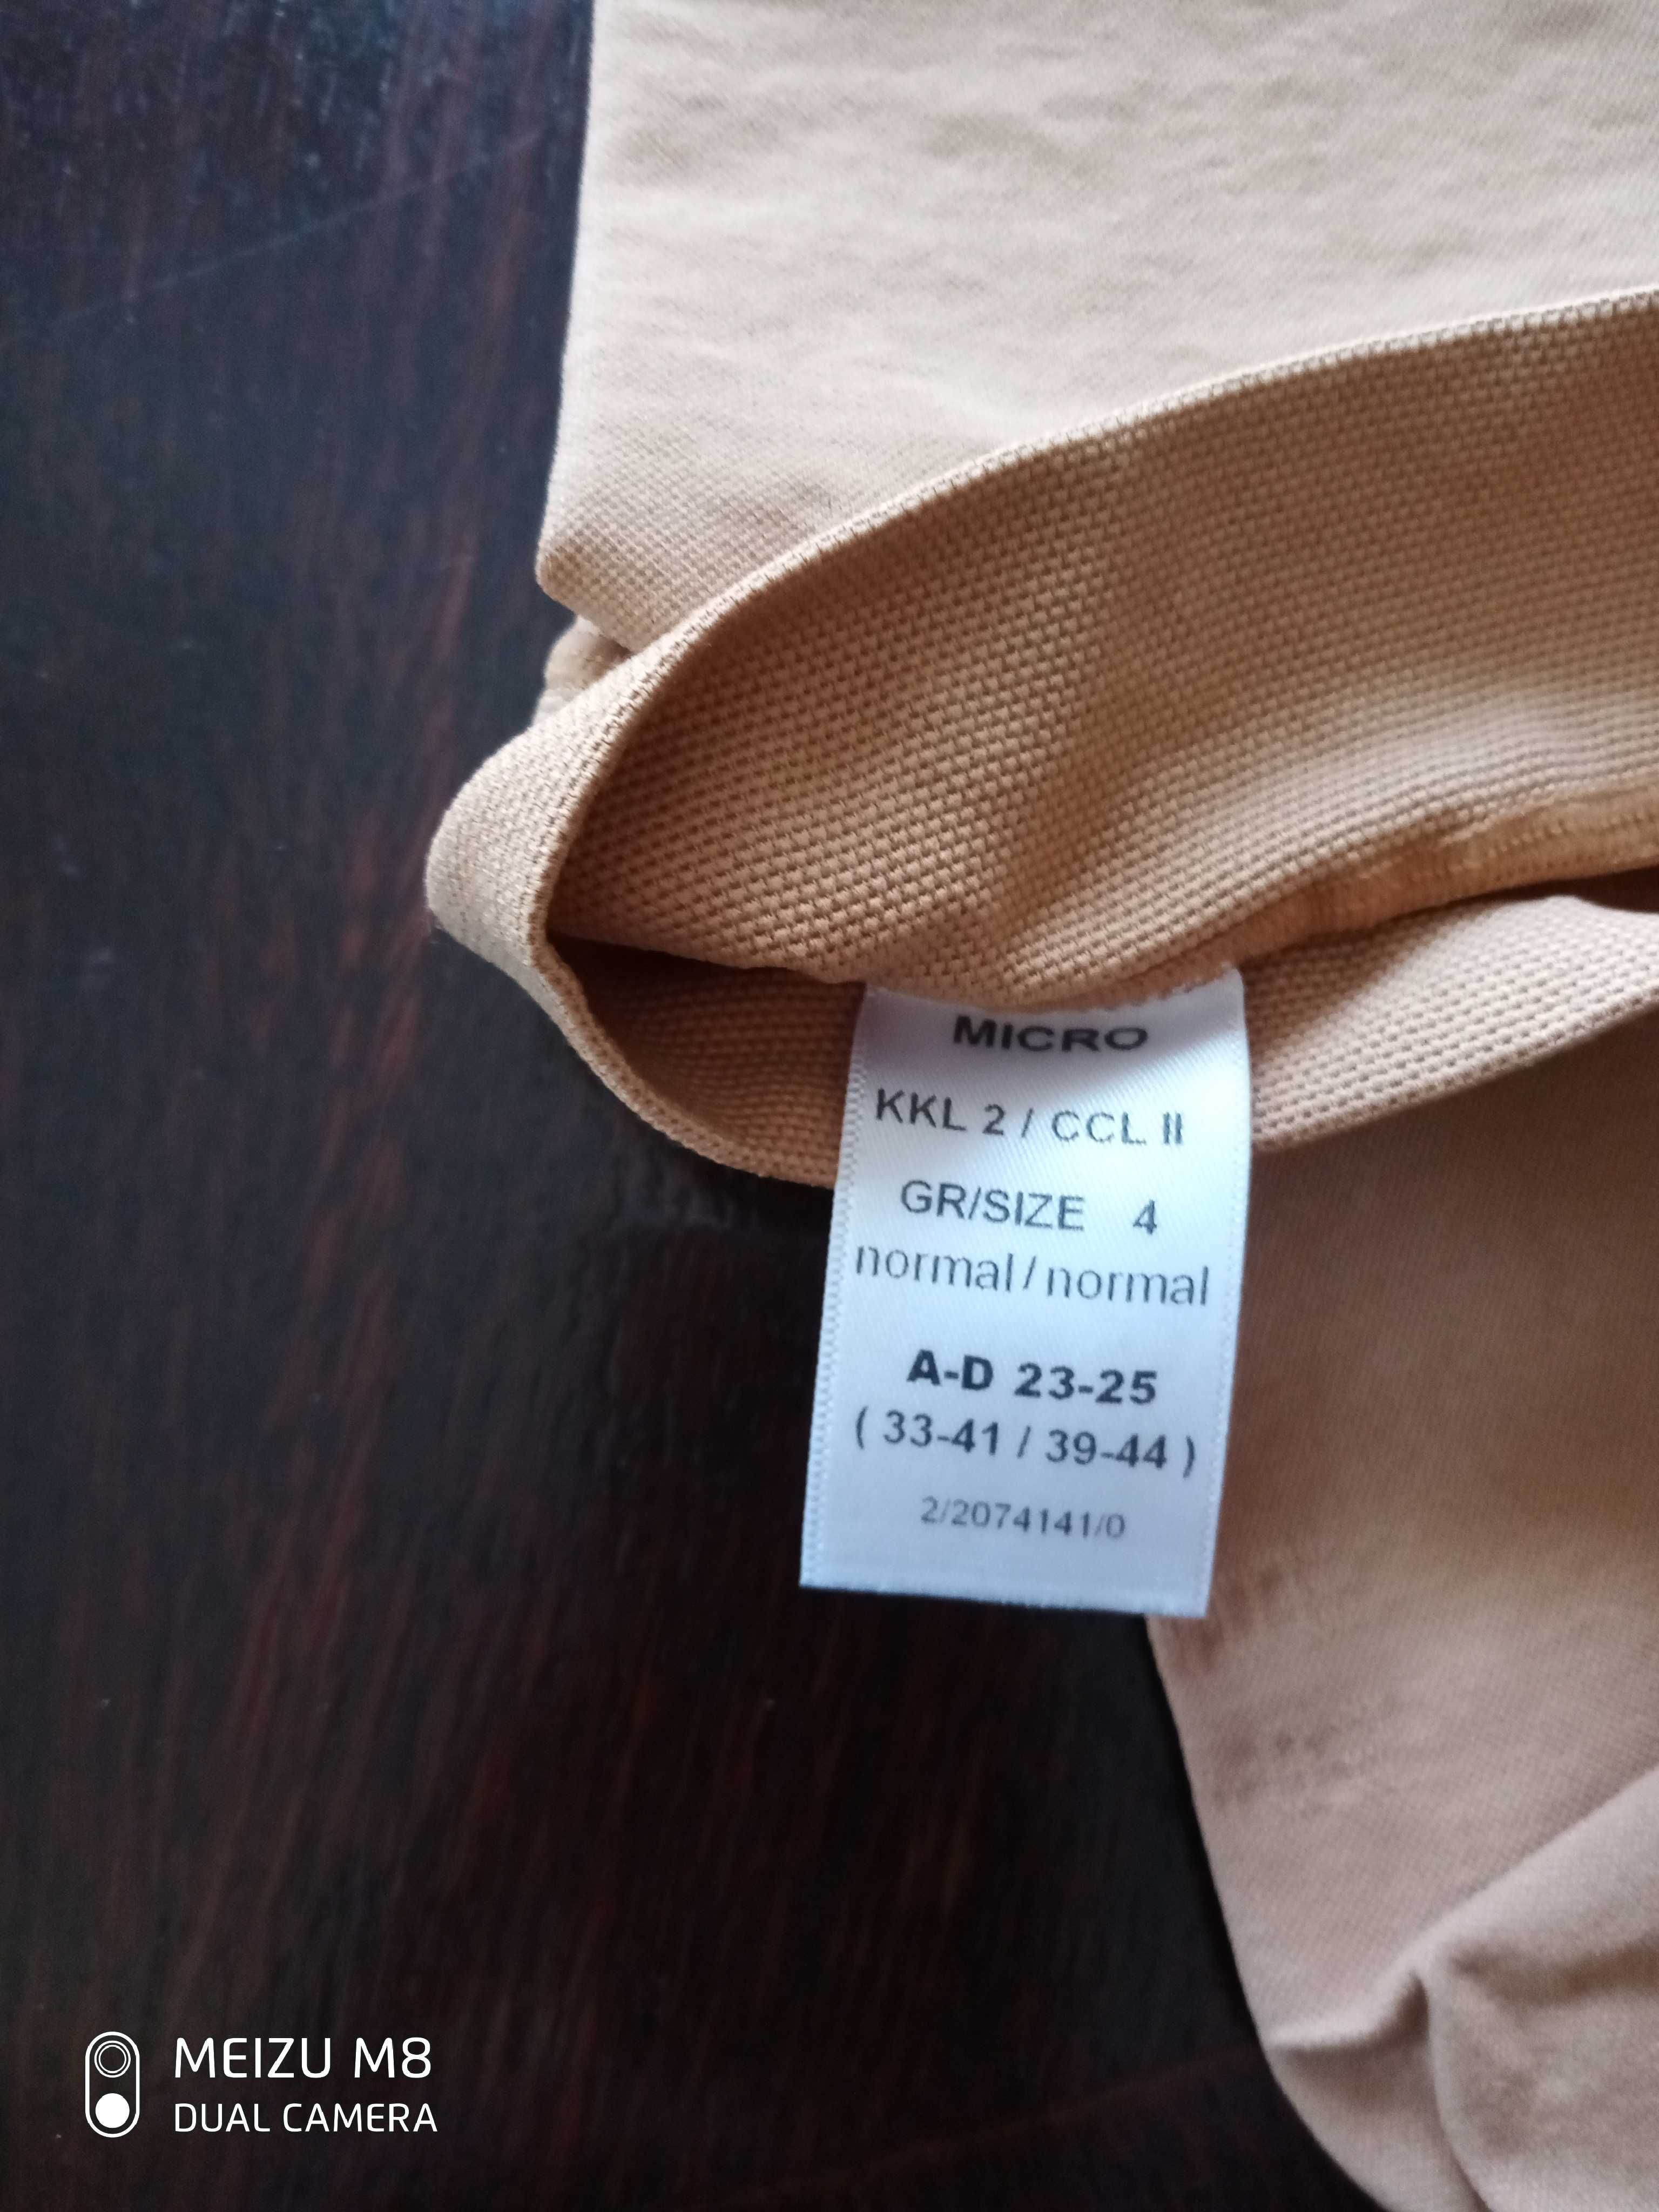 MICRO
KKL 2 / CCL II
GR/SIZE 4
normal / normal
A-D 23-25
( 33-41 / 39-44 )
2/2074141/0
MEIZU M8
DUAL CAMERA